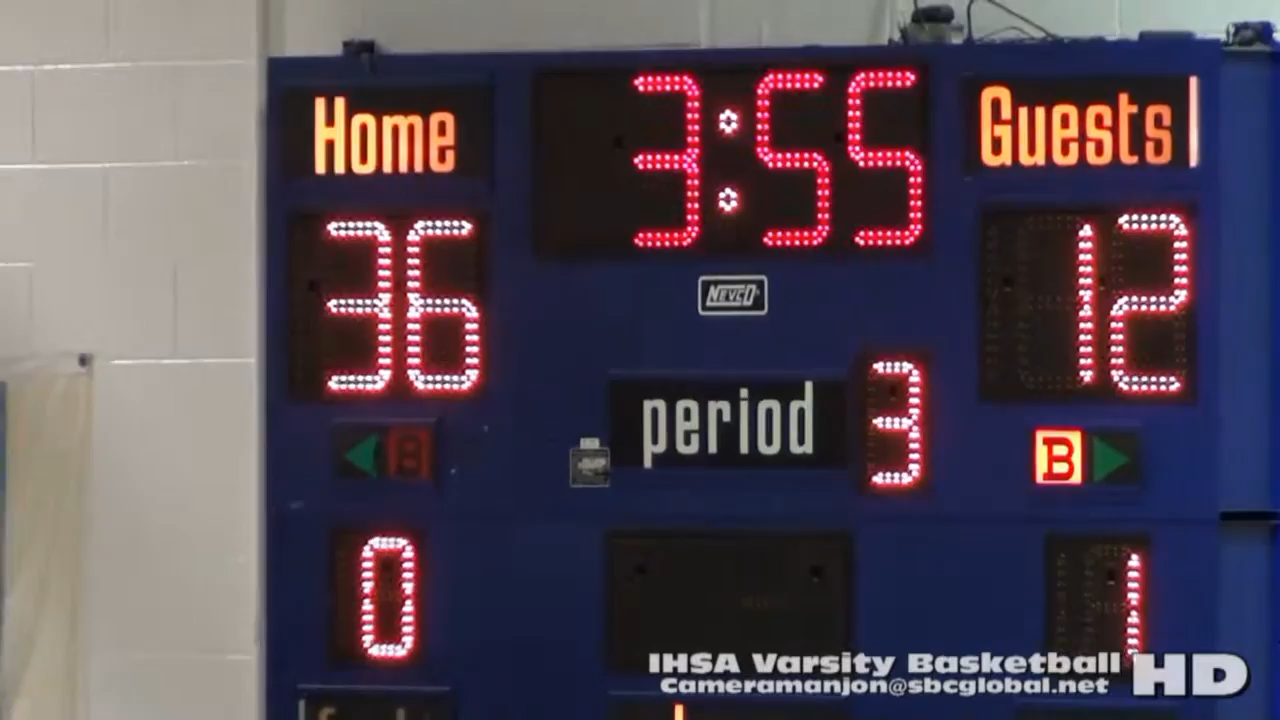 Home 3:55 Guests
36 12
NEVCO
period 3
B B
0 1
IHSA Varsity Basketball HD
Cameramanjon@sbcglobal.net